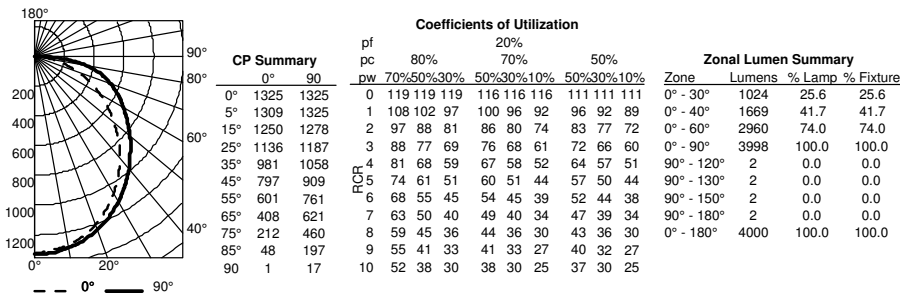 180°
90°
80°
60°
40°
200
400
600
800
1000
1200
0° 20°
0° 90°
CP Summary
0° 90
0° 1325 1325
5° 1309 1325
15° 1250 1278
25° 1136 1187
35° 981 1058
45° 797 909
55° 601 761
65° 408 621
75° 212 460
85° 48 197
90 1 17
Coefficients of Utilization
pf 20%
pc 80% 70% 50%
pw 70%50%30% 50%30%10% 50%30%10%
RCR
0 119 119 119 116 116 116 111 111 111
1 108 102 97 100 96 92 96 92 89
2 97 88 81 86 80 74 83 77 72
3 88 77 69 76 68 61 72 66 60
4 81 68 59 67 58 52 64 57 51
5 74 61 51 60 51 44 57 50 44
6 68 55 45 54 45 39 52 44 38
7 63 50 40 49 40 34 47 39 34
8 59 45 36 44 36 30 43 36 30
9 55 41 33 41 33 27 40 32 27
10 52 38 30 38 30 25 37 30 25
Zonal Lumen Summary
Zone Lumens % Lamp % Fixture
0° - 30° 1024 25.6 25.6
0° - 40° 1669 41.7 41.7
0° - 60° 2960 74.0 74.0
0° - 90° 3998 100.0 100.0
90° - 120° 2 0.0 0.0
90° - 130° 2 0.0 0.0
90° - 150° 2 0.0 0.0
90° - 180° 2 0.0 0.0
0° - 180° 4000 100.0 100.0